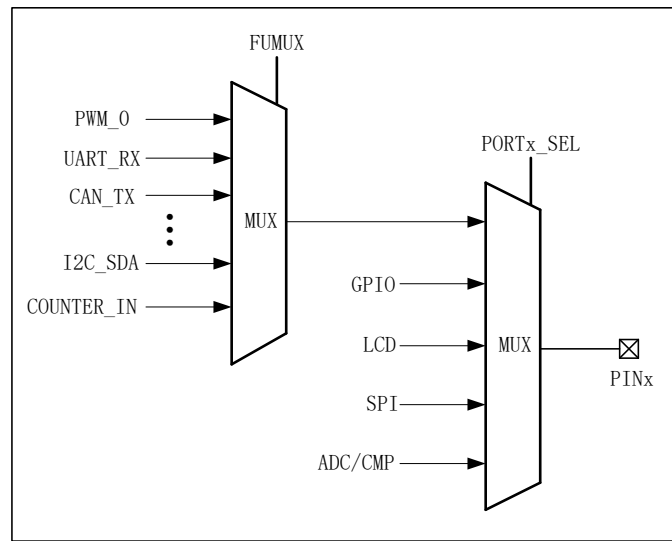 FUMUX
PWM_O
UART_RX
CAN_TX
MUX
I2C_SDA
COUNTER_IN
PORTx_SEL
GPIO
LCD
MUX
SPI
ADC/CMP
PINx